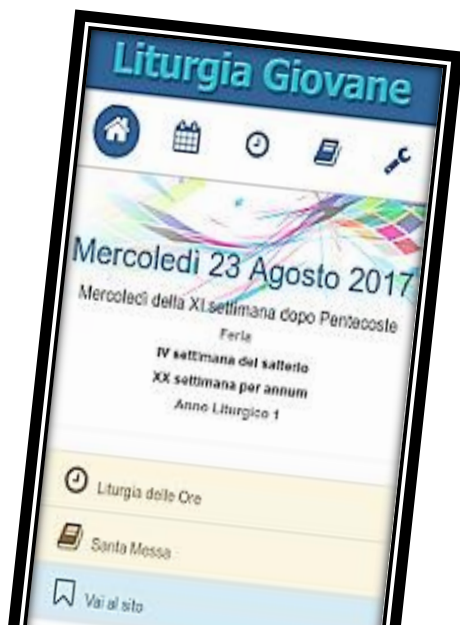 Liturgia Giovane
Mercoledì 23 Agosto 2017
Mercoledì della XI settimana dopo Pentecoste
Feria
IV settimana del salterio
XX settimana per annum
Anno Liturgico 1
Liturgia delle Ore
Santa Messa
Vai al sito